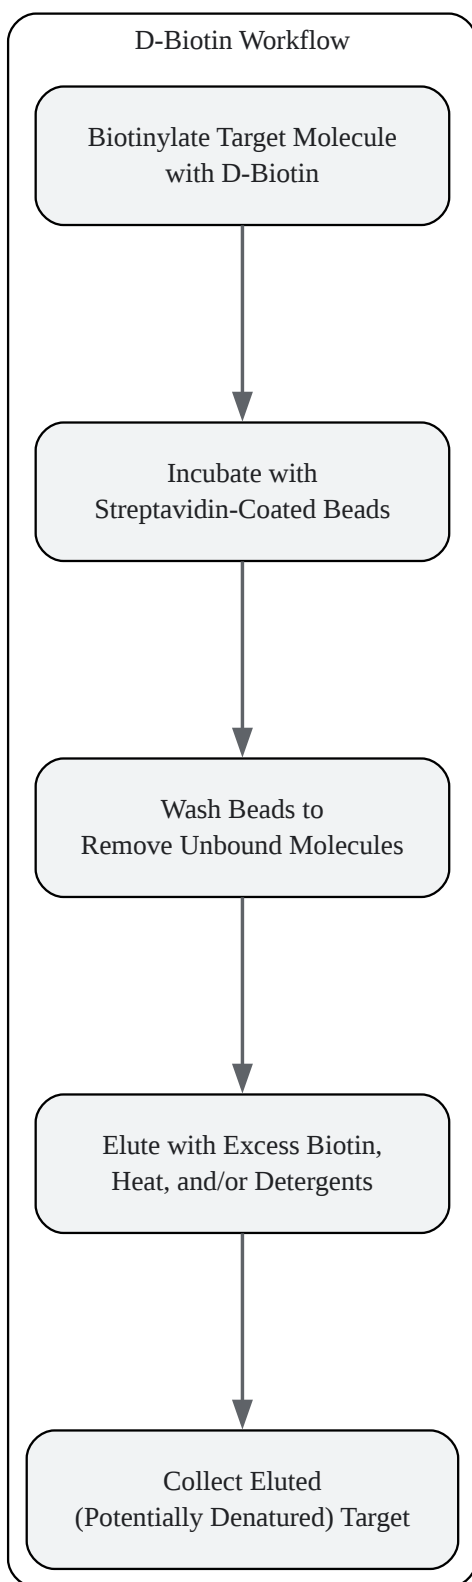 D-Biotin Workflow
Biotinylate Target Molecule
with D-Biotin
Incubate with
Streptavidin-Coated Beads
Wash Beads to
Remove Unbound Molecules
Elute with Excess Biotin,
Heat, and/or Detergents
Collect Eluted
(Potentially Denatured) Target